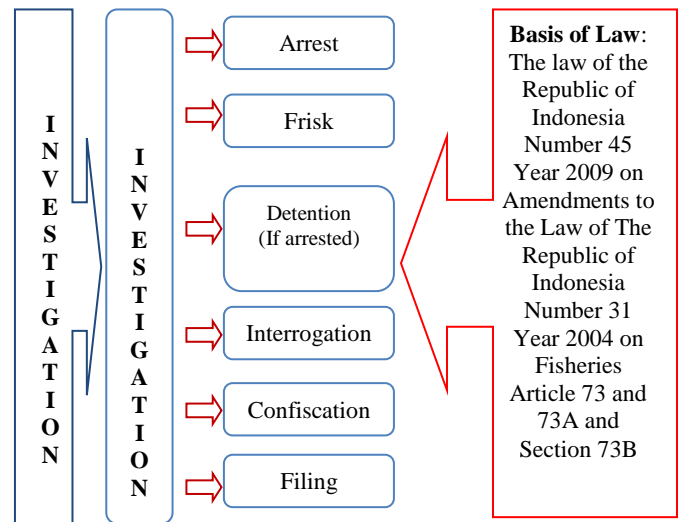 INVESTIGATION
INVESTIGATION
Arrest
Frisk
Detention
(If arrested)
Interrogation
Confiscation
Filing
Basis of Law:
The law of the
Republic of
Indonesia
Number 45
Year 2009 on
Amendments to
the Law of The
Republic of
Indonesia
Number 31
Year 2004 on
Fisheries
Article 73 and
73A and
Section 73B